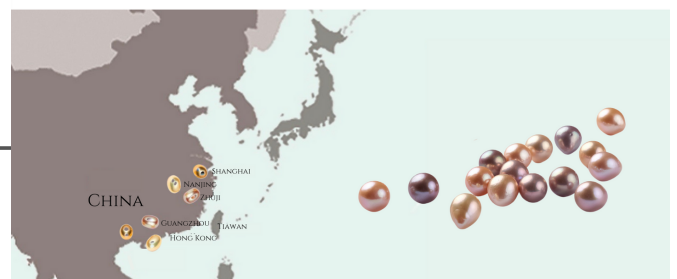 Shanghai
Nanjing
Zhuji
China
Guangzhou
Tiawan
Hong Kong